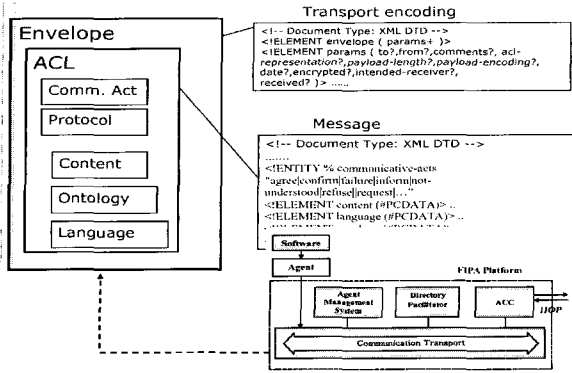 Transport encoding
<!-- Document Type: XML DTD -->
<!ELEMENT envelope ( params+ )>
<!ELEMENT params ( to?,from?,comments?, acl-
representation?,payload-length?,payload-encoding?,
date?,encrypted?,intended-receiver?,
received? )> ......
Envelope
ACL
Comm. Act
Protocol
Content
Ontology
Language
Message
<!-- Document Type: XML DTD -->
.......
<!ENTITY % communicative-acts
"agree|confirm|failure|inform|not-
understood|refuse||request|..."
<!ELEMENT content (#PCDATA)> ..
<!ELEMENT language (#PCDATA)> ..
Software
Agent
FIPA Platform
Agent
Management
System
Directory
Facilitator
ACC
IIOP
Communication Transport